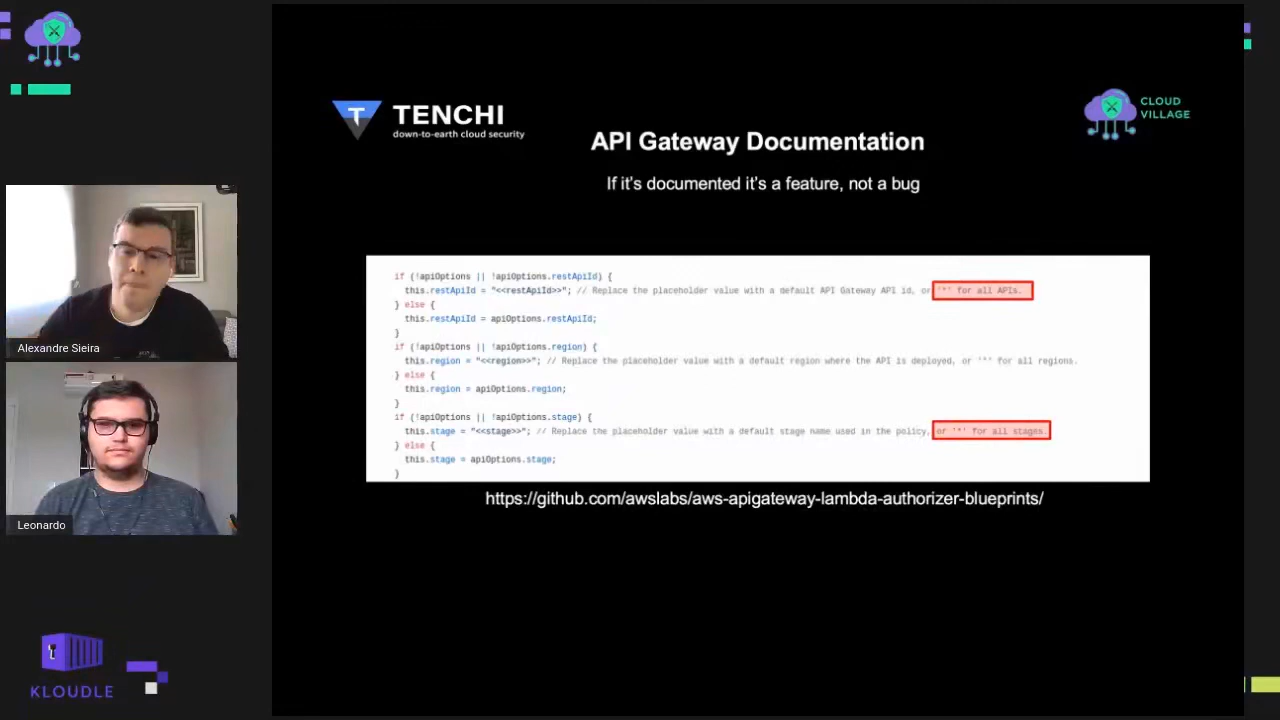 TENCHI
down-to-earth cloud security
CLOUD
VILLAGE
API Gateway Documentation
If it's documented it's a feature, not a bug
if (!apiOptions || !apiOptions.restApiId) {
this.restApiId = "<<restApiId>>"; // Replace the placeholder value with a default API Gateway API id, or '*' for all APIs.
} else {
this.restApiId = apiOptions.restApiId;
}
if (!apiOptions || !apiOptions.region) {
this.region = "<<region>>"; // Replace the placeholder value with a default region where the API is deployed, or '*' for all regions.
} else {
this.region = apiOptions.region;
}
if (!apiOptions || !apiOptions.stage) {
this.stage = "<<stage>>"; // Replace the placeholder value with a default stage name used in the policy, or '*' for all stages.
} else {
this.stage = apiOptions.stage;
}
https://github.com/awslabs/aws-apigateway-lambda-authorizer-blueprints/
Alexandre Sieira
Leonardo
KLOUDLE